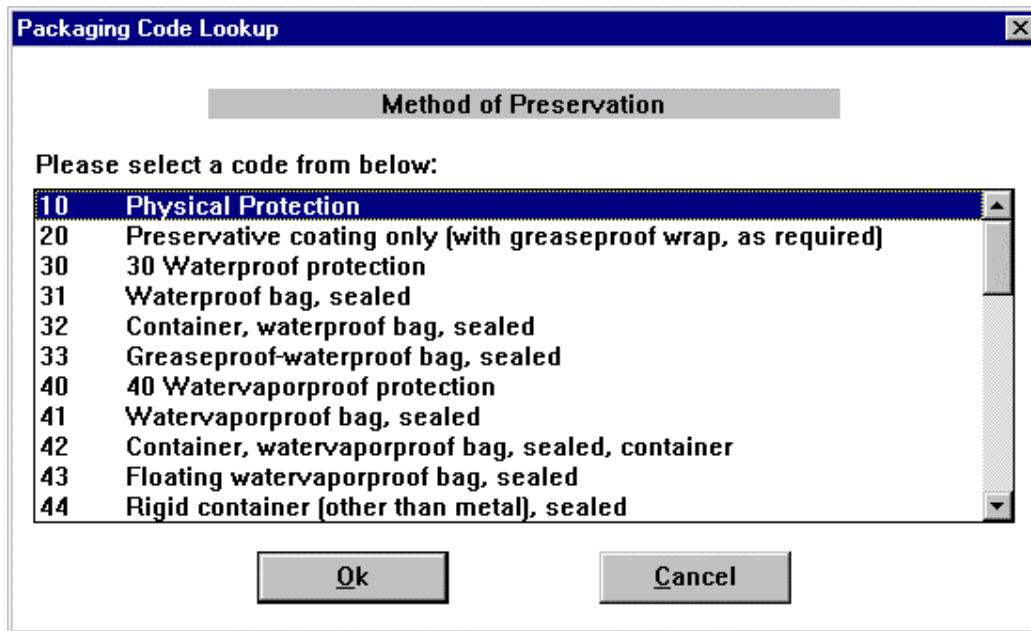 Packaging Code Lookup
Method of Preservation
Please select a code from below:
10 Physical Protection
20 Preservative coating only (with greaseproof wrap, as required)
30 30 Waterproof protection
31 Waterproof bag, sealed
32 Container, waterproof bag, sealed
33 Greaseproof-waterproof bag, sealed
40 40 Watervaporproof protection
41 Watervaporproof bag, sealed
42 Container, watervaporproof bag, sealed, container
43 Floating watervaporproof bag, sealed
44 Rigid container (other than metal), sealed
Ok Cancel